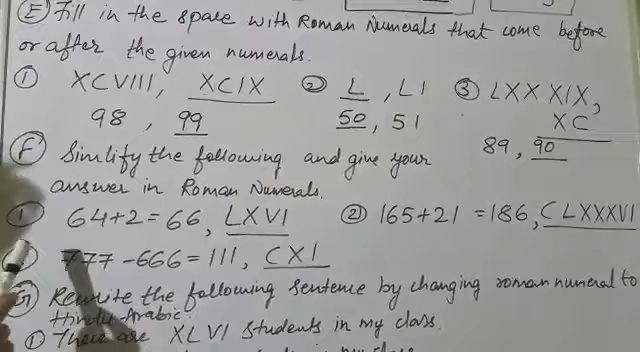 (E) Fill in the space with Roman Numerals that come before
or after the given numerals.
① XCVIII, XCIX ② L, LI ③ LXXXIX, XC
98, 99 50, 51 89, 90
(F) Simlify the following and give your
answer in Roman Numerals.
① 64+2=66, LXVI ② 165+21=186, CLXXXVI
777-666=111, CXI
(G) Rewrite the following sentence by changing roman numeral to
Hindu-Arabic.
① There are XLVI students in my class.